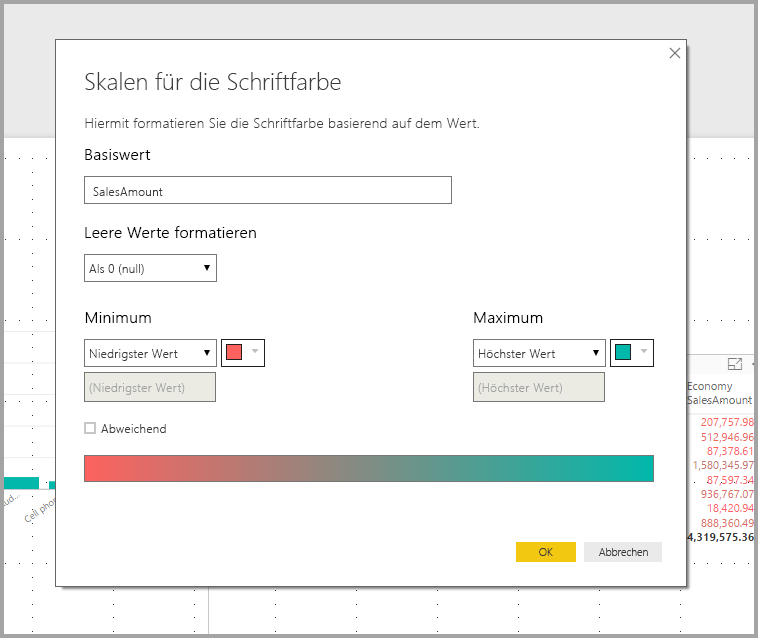 Skalen für die Schriftfarbe
Hiermit formatieren Sie die Schriftfarbe basierend auf dem Wert.
Basiswert
SalesAmount
Leere Werte formatieren
Als 0 (null)
Minimum
Maximum
Niedrigster Wert
Höchster Wert
(Niedrigster Wert)
(Höchster Wert)
Abweichend
OK
Abbrechen
Economy
SalesAmount
207,757.98
512,946.96
87,378.61
1,580,345.97
87,597.34
936,767.07
18,420.94
888,360.49
4,319,575.36
Cell pho